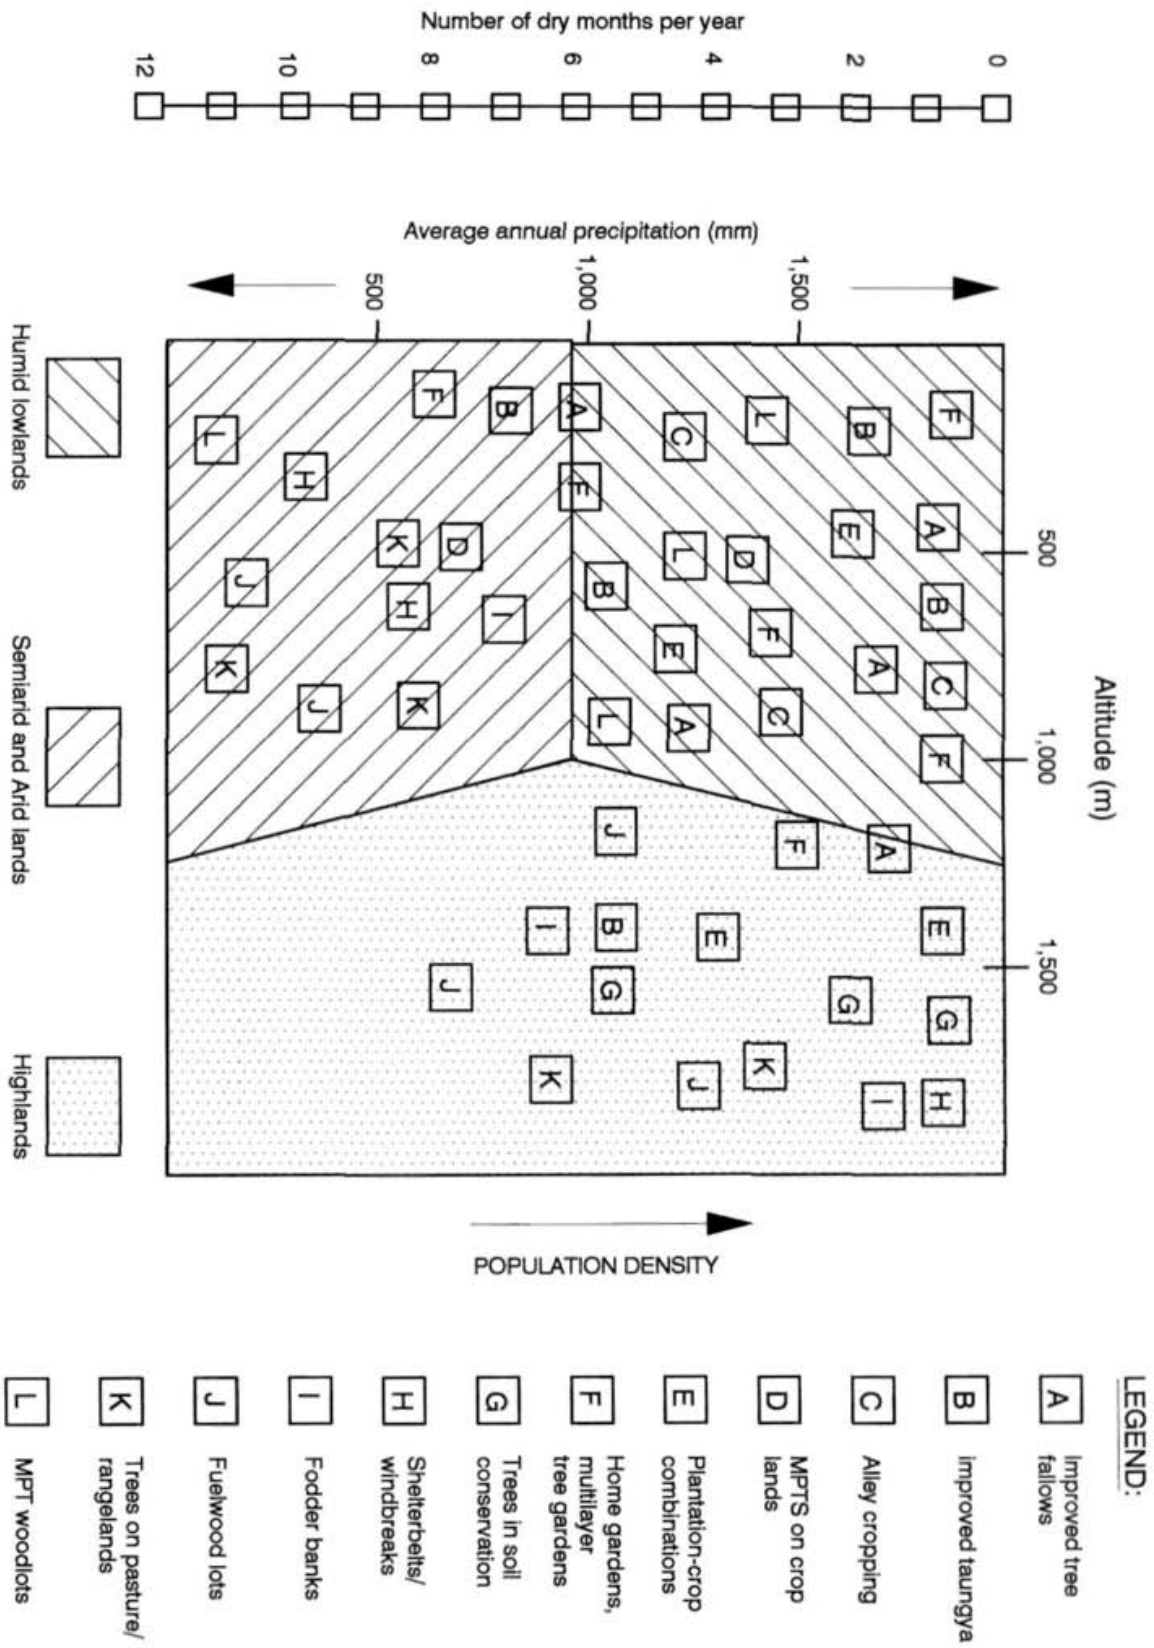 Altitude (m)
500 1,000 1,500
Number of dry months per year
0
2
4
6
8
10
12
Average annual precipitation (mm)
1,500
1,000
500
F A B C F E G H
B E A A G I
L D F C F K
C L E A E J
A F B L J B G
B I I K
F D J
K H K
H J
L J K
POPULATION DENSITY
Humid lowlands
Semiarid and Arid lands
Highlands
LEGEND:
A Improved tree
fallows
B improved taungya
C Alley cropping
D MPTS on crop
lands
E Plantation-crop
combinations
F Home gardens,
multilayer
tree gardens
G Trees in soil
conservation
H Shelterbelts/
windbreaks
I Fodder banks
J Fuelwood lots
K Trees on pasture/
rangelands
L MPT woodlots